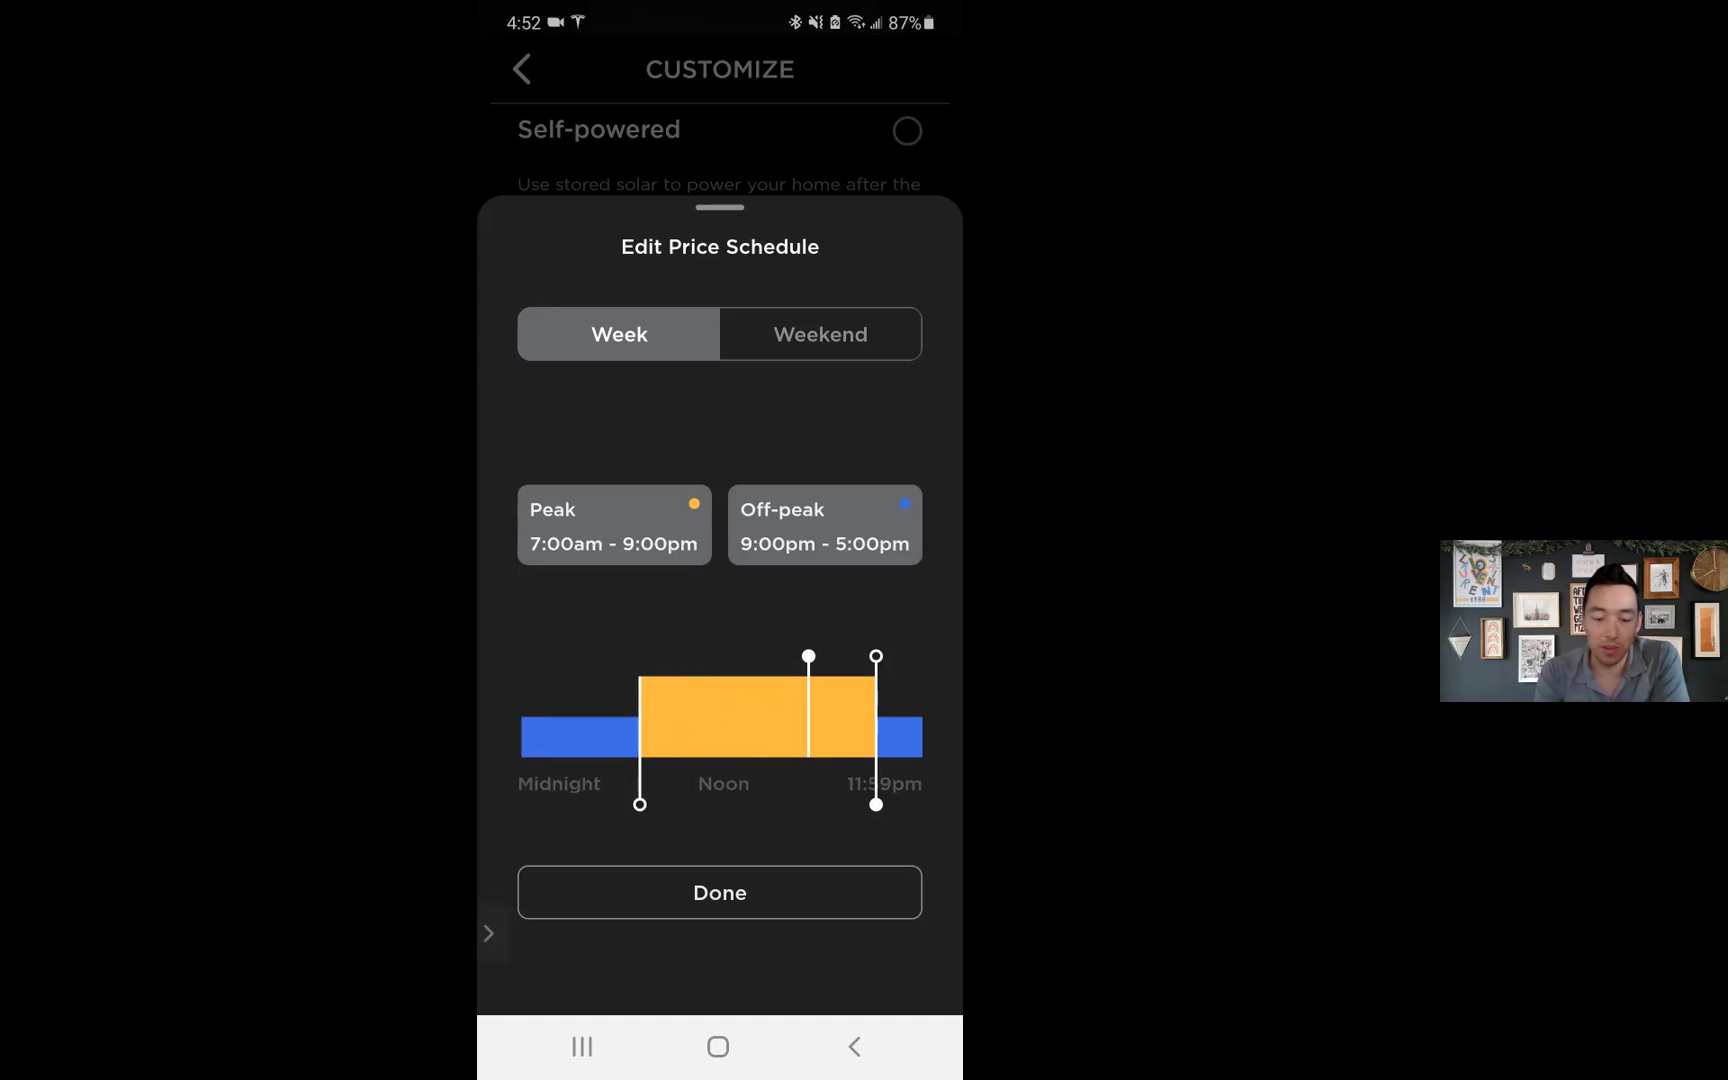 4:52
87%
CUSTOMIZE
Self-powered
Use stored solar to power your home after the
Edit Price Schedule
Week
Weekend
Peak
7:00am - 9:00pm
Off-peak
9:00pm - 5:00pm
Midnight
Noon
11:59pm
Done